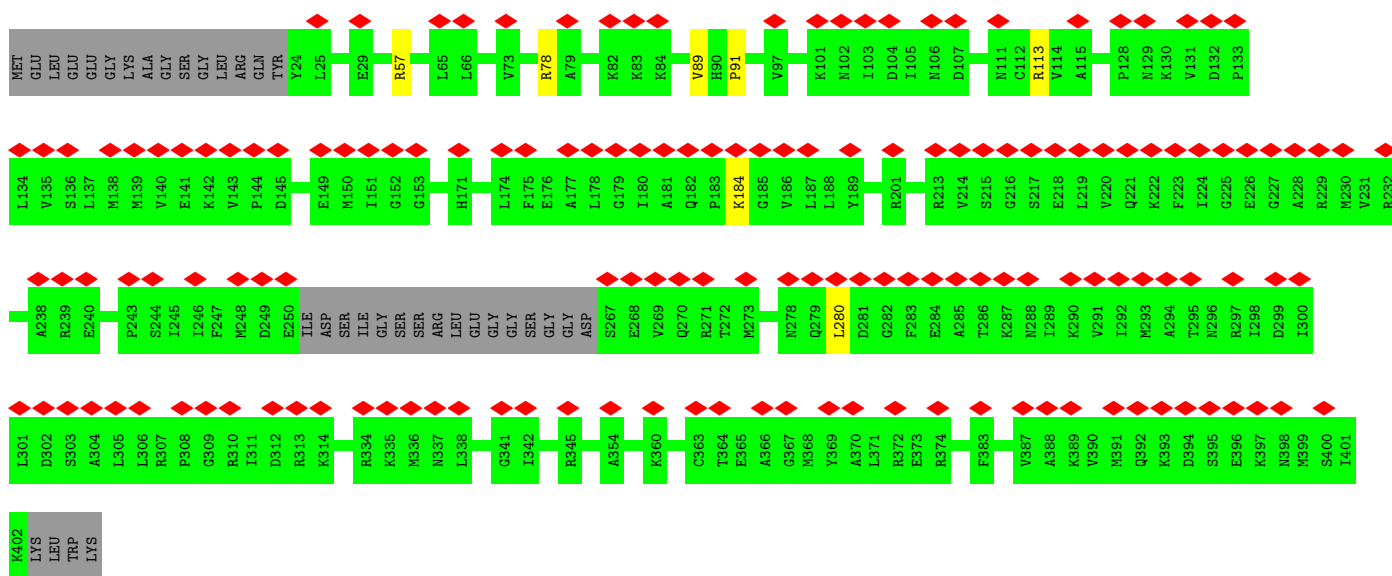 MET GLU LEU GLU GLU GLY LYS ALA GLY SER GLY LEU ARG GLN TYR Y24 L25 E29 R57 L65 L66 V73 R78 A79 K82 K83 K84 V89 H90 P91 V97 K101 N102 I103 D104 I105 N106 D107 N111 C112 R113 V114 A115 P128 N129 K130 V131 D132 P133
L134 V135 S136 L137 M138 M139 V140 E141 K142 V143 P144 D145 E149 M150 I151 G152 G153 H171 L174 F175 E176 A177 L178 G179 I180 A181 Q182 P183 K184 G185 V186 L187 L188 Y189 R201 R213 V214 S215 G216 S217 E218 L219 V220 Q221 K222 F223 I224 G225 E226 G227 A228 R229 M230 V231 R232
A238 R239 E240 P243 S244 I245 I246 F247 M248 D249 E250 ILE ASP SER ILE GLY SER SER ARG LEU GLU GLY GLY SER GLY GLY ASP S267 E268 V269 Q270 R271 T272 M273 N278 Q279 L280 D281 G282 F283 E284 A285 T286 K287 N288 I289 K290 V291 I292 M293 A294 T295 N296 R297 I298 D299 I300
L301 D302 S303 A304 L305 L306 R307 P308 G309 R310 I311 D312 R313 K314 R334 K335 M336 N337 L338 G341 I342 R345 A354 K360 C363 T364 E365 A366 G367 M368 Y369 A370 L371 R372 E373 R374 F383 V387 A388 K389 V390 M391 Q392 K393 D394 S395 E396 K397 N398 M399 S400 I401
K402 LYS LEU TRP LYS